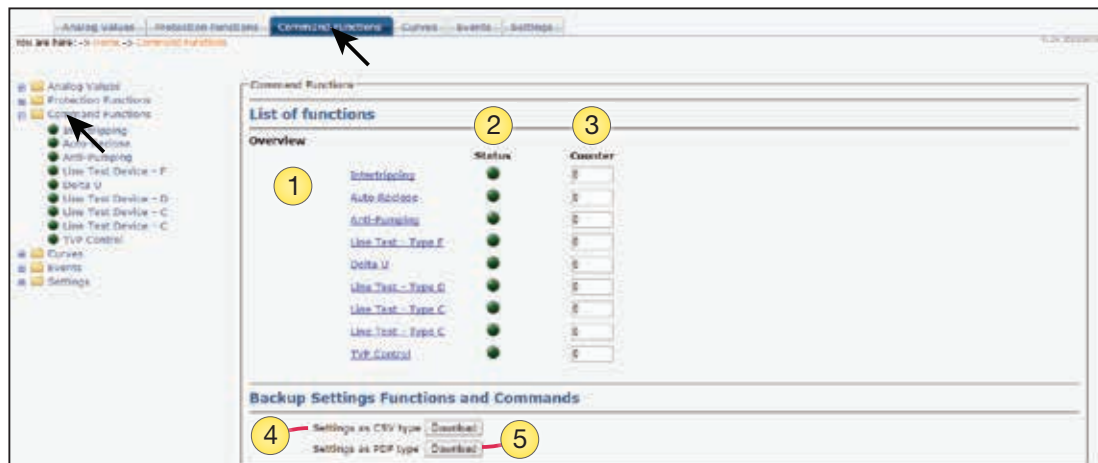 Analog Values Protection Functions Command Functions Curves Events Settings
You are here: -> Home -> Command Functions
Analog Values
Protection Functions
Command Functions
Intertripping
Auto Reclose
Anti-Pumping
Line Test Device - F
Delta U
Line Test Device - D
Line Test Device - C
Line Test Device - C
TVP Control
Curves
Events
Settings
Command Functions
List of functions
Overview
2 3
Status Counter
1
Intertripping 0
Auto Reclose 0
Anti-Pumping 0
Line Test - Type F 0
Delta U 0
Line Test - Type D 0
Line Test - Type C 0
Line Test - Type C 0
TVP Control 0
Backup Settings Functions and Commands
4 Settings as CSV type Download
Settings as PDF type Download 5